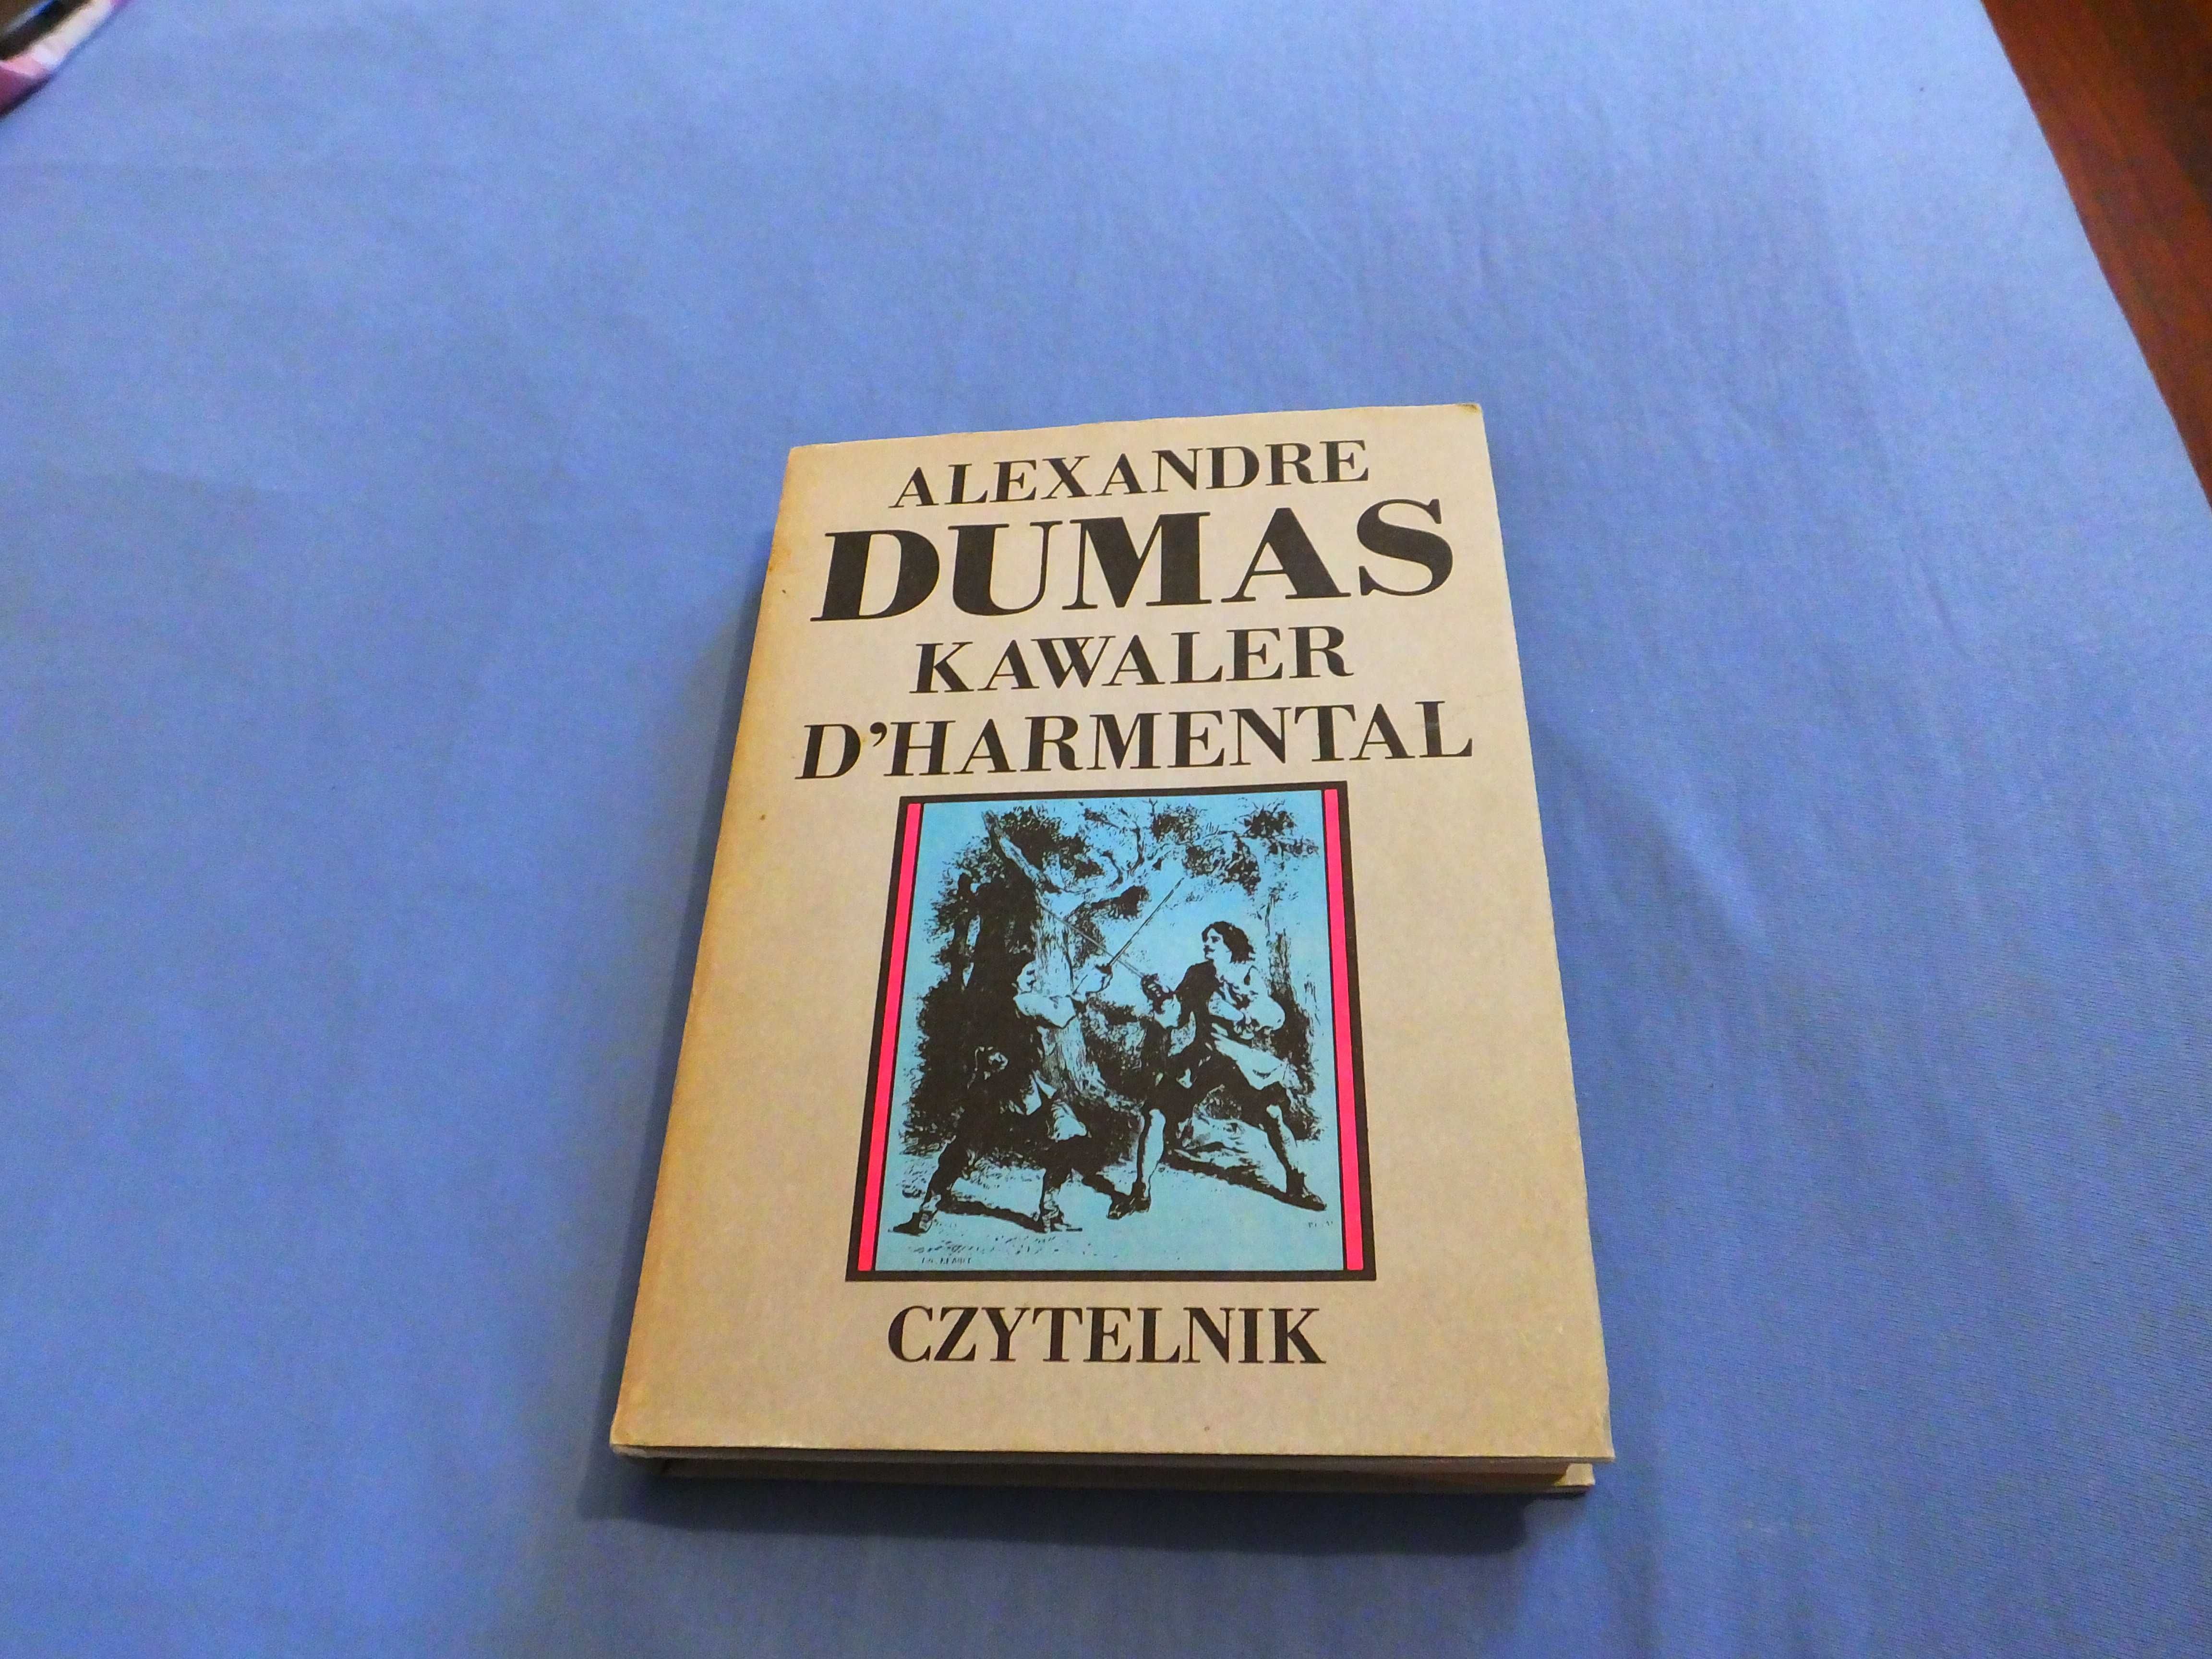 ALEXANDRE
DUMAS
KAWALER
D'HARMENTAL
CZYTELNIK